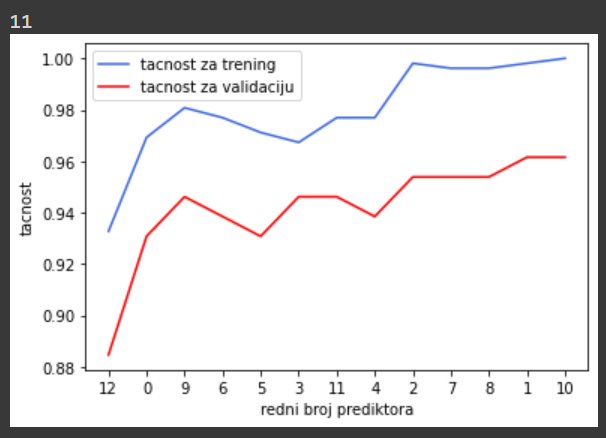 11
tacnost za trening
tacnost za validaciju
1.00
0.98
0.96
0.94
0.92
0.90
0.88
tacnost
12 0 9 6 5 3 11 4 2 7 8 1 10
redni broj prediktora